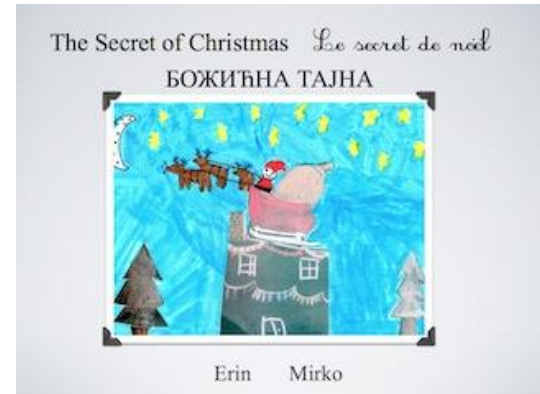 The Secret of Christmas Le secret de noël
БОЖИЋНА ТАЈНА
Erin Mirko